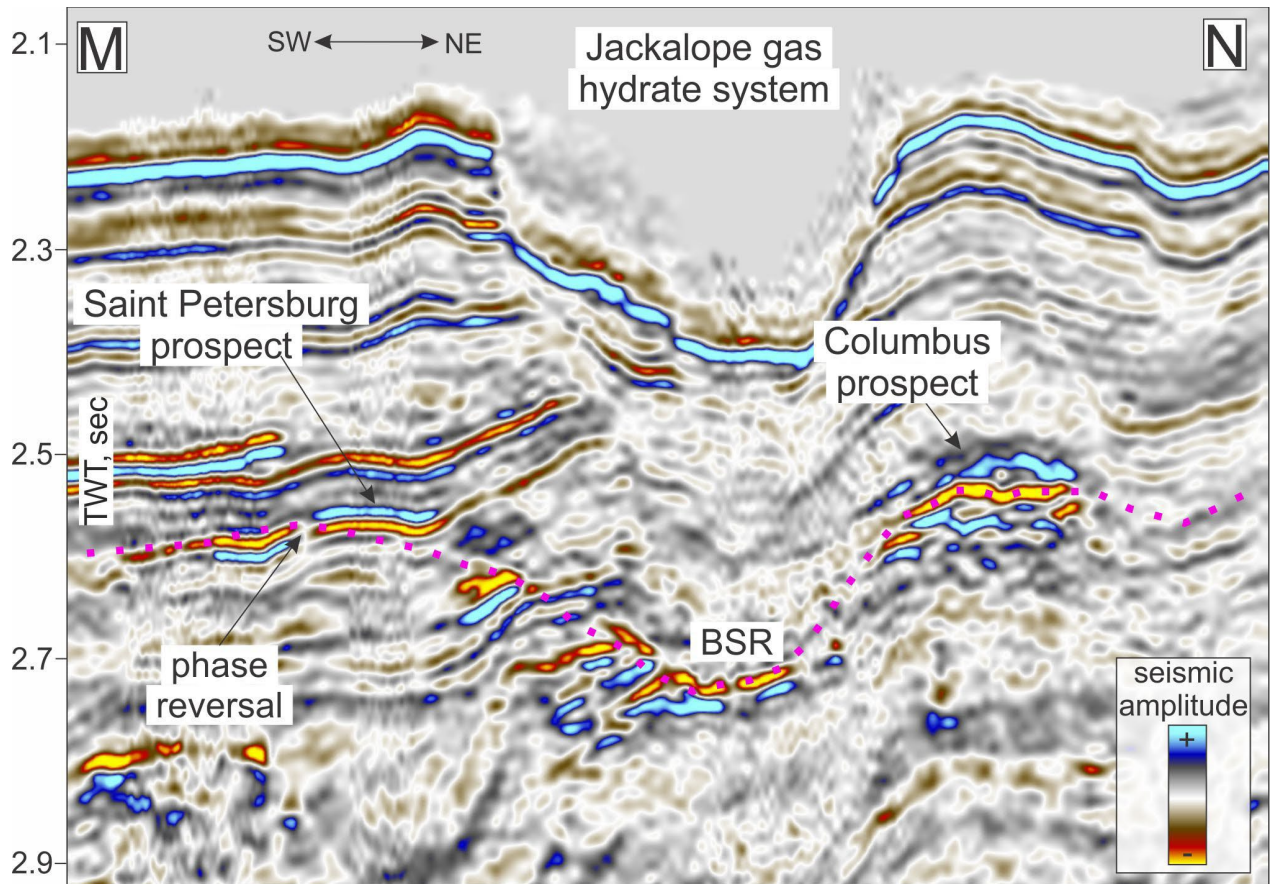 M
SW NE
Jackalope gas
hydrate system
N
2.1
2.3
2.5
2.7
2.9
TWT, sec
Saint Petersburg
prospect
Columbus
prospect
phase
reversal
BSR
seismic
amplitude
+
-